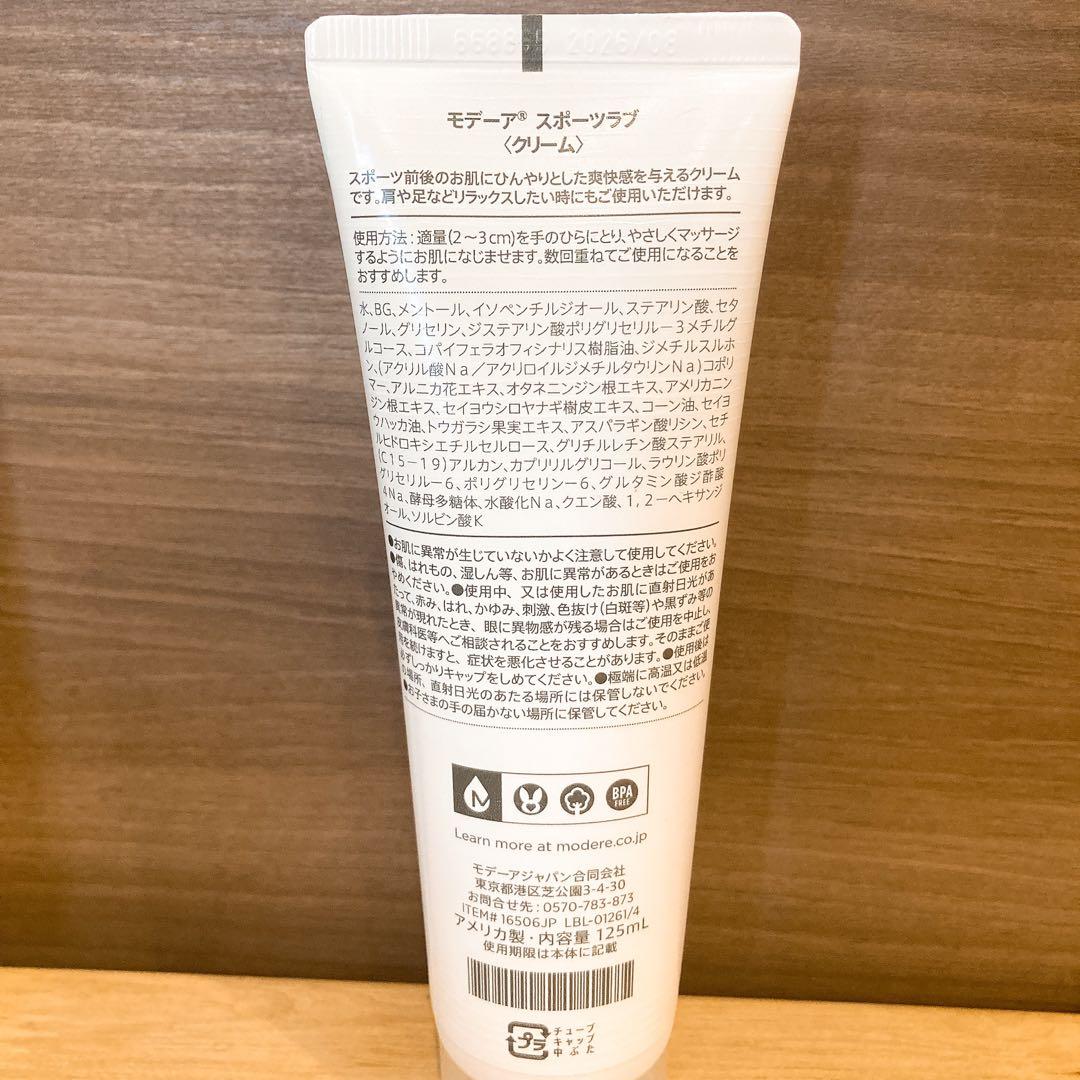 2026/08
モデーア® スポーツラブ
〈クリーム〉
スポーツ前後のお肌にひんやりとした爽快感を与えるクリーム
です。肩や足などリラックスしたい時にもご使用いただけます。
使用方法：適量(2〜3cm)を手のひらにとり、やさしくマッサージ
するようにお肌になじませます。数回重ねてご使用になることを
おすすめします。
水、BG、メントール、イソペンチルジオール、ステアリン酸、セタ
ノール、グリセリン、ジステアリン酸ポリグリセリル－3メチルグ
ルコース、コパイフェラオフィシナリス樹脂油、ジメチルスルホ
ン、(アクリル酸Na／アクリロイルジメチルタウリンNa)コポリ
マー、アルニカ花エキス、オタネニンジン根エキス、アメリカニン
ジン根エキス、セイヨウシロヤナギ樹皮エキス、コーン油、セイヨ
ウハッカ油、トウガラシ果実エキス、アスパラギン酸リシン、セチ
ルヒドロキシエチルセルロース、グリチルレチン酸ステアリル、
(C15－19)アルカン、カプリリルグリコール、ラウリン酸ポリ
グリセリル－6、ポリグリセリン－6、グルタミン酸ジ酢酸
4Na、酵母多糖体、水酸化Na、クエン酸、1,2－ヘキサンジ
オール、ソルビン酸K
●お肌に異常が生じていないかよく注意して使用してください。
●傷、はれもの、湿しん等、お肌に異常があるときはご使用をお
やめください。●使用中、又は使用したお肌に直射日光があ
たって、赤み、はれ、かゆみ、刺激、色抜け(白斑等)や黒ずみ等の
異常が現れたとき、眼に異物感が残る場合はご使用を中止し、
皮膚科医等へご相談されることをおすすめします。そのままご使
用を続けますと、症状を悪化させることがあります。●使用後は
必ずしっかりキャップをしめてください。●極端に高温又は低温
の場所、直射日光のあたる場所には保管しないでください。
●お子さまの手の届かない場所に保管してください。
BPA
FREE
Learn more at modere.co.jp
モデーアジャパン合同会社
東京都港区芝公園3-4-30
お問合せ先：0570-783-873
ITEM# 16506JP LBL-01261/4
アメリカ製・内容量 125mL
使用期限は本体に記載
プラ
チューブ
キャップ
中ぶた